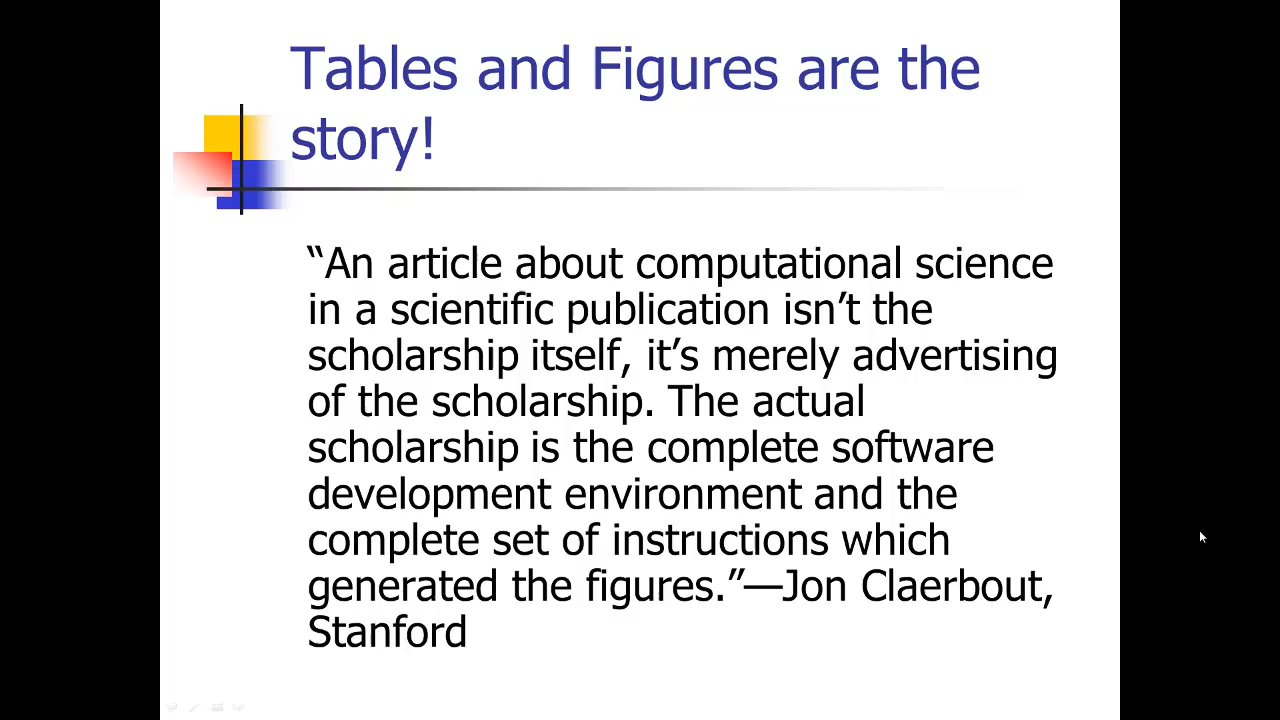 Tables and Figures are the
story!
“An article about computational science
in a scientific publication isn’t the
scholarship itself, it’s merely advertising
of the scholarship. The actual
scholarship is the complete software
development environment and the
complete set of instructions which
generated the figures.”—Jon Claerbout,
Stanford